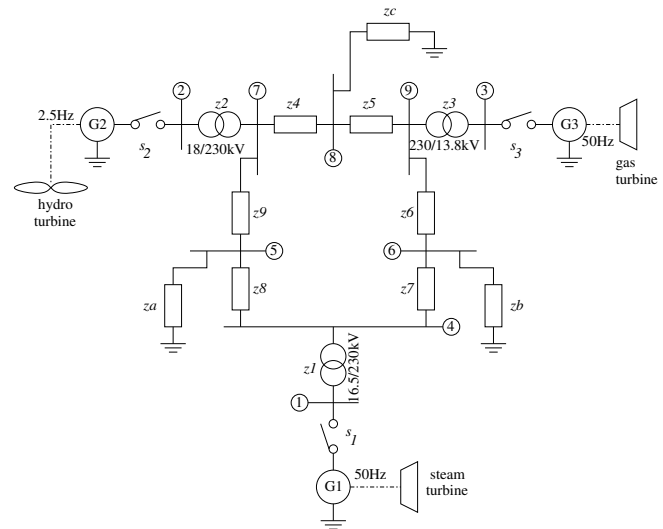 zc
2
z2
7
z4
z5
9
z3
3
2.5Hz
G2
s2
18/230kV
8
230/13.8kV
s3
G3
50Hz
gas
turbine
hydro
turbine
z9
z6
5
6
za
z8
z7
zb
4
z1
16.5/230kV
1
s1
G1
50Hz
steam
turbine